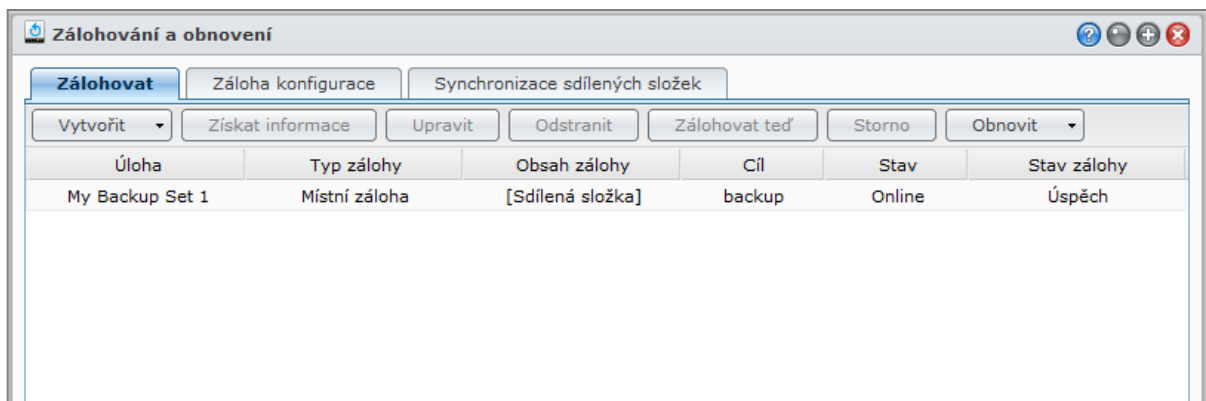 Zálohování a obnovení
Zálohovat Záloha konfigurace Synchronizace sdílených složek
Vytvořit Získat informace Upravit Odstranit Zálohovat teď Storno Obnovit
Úloha Typ zálohy Obsah zálohy Cíl Stav Stav zálohy
My Backup Set 1 Místní záloha [Sdílená složka] backup Online Úspěch